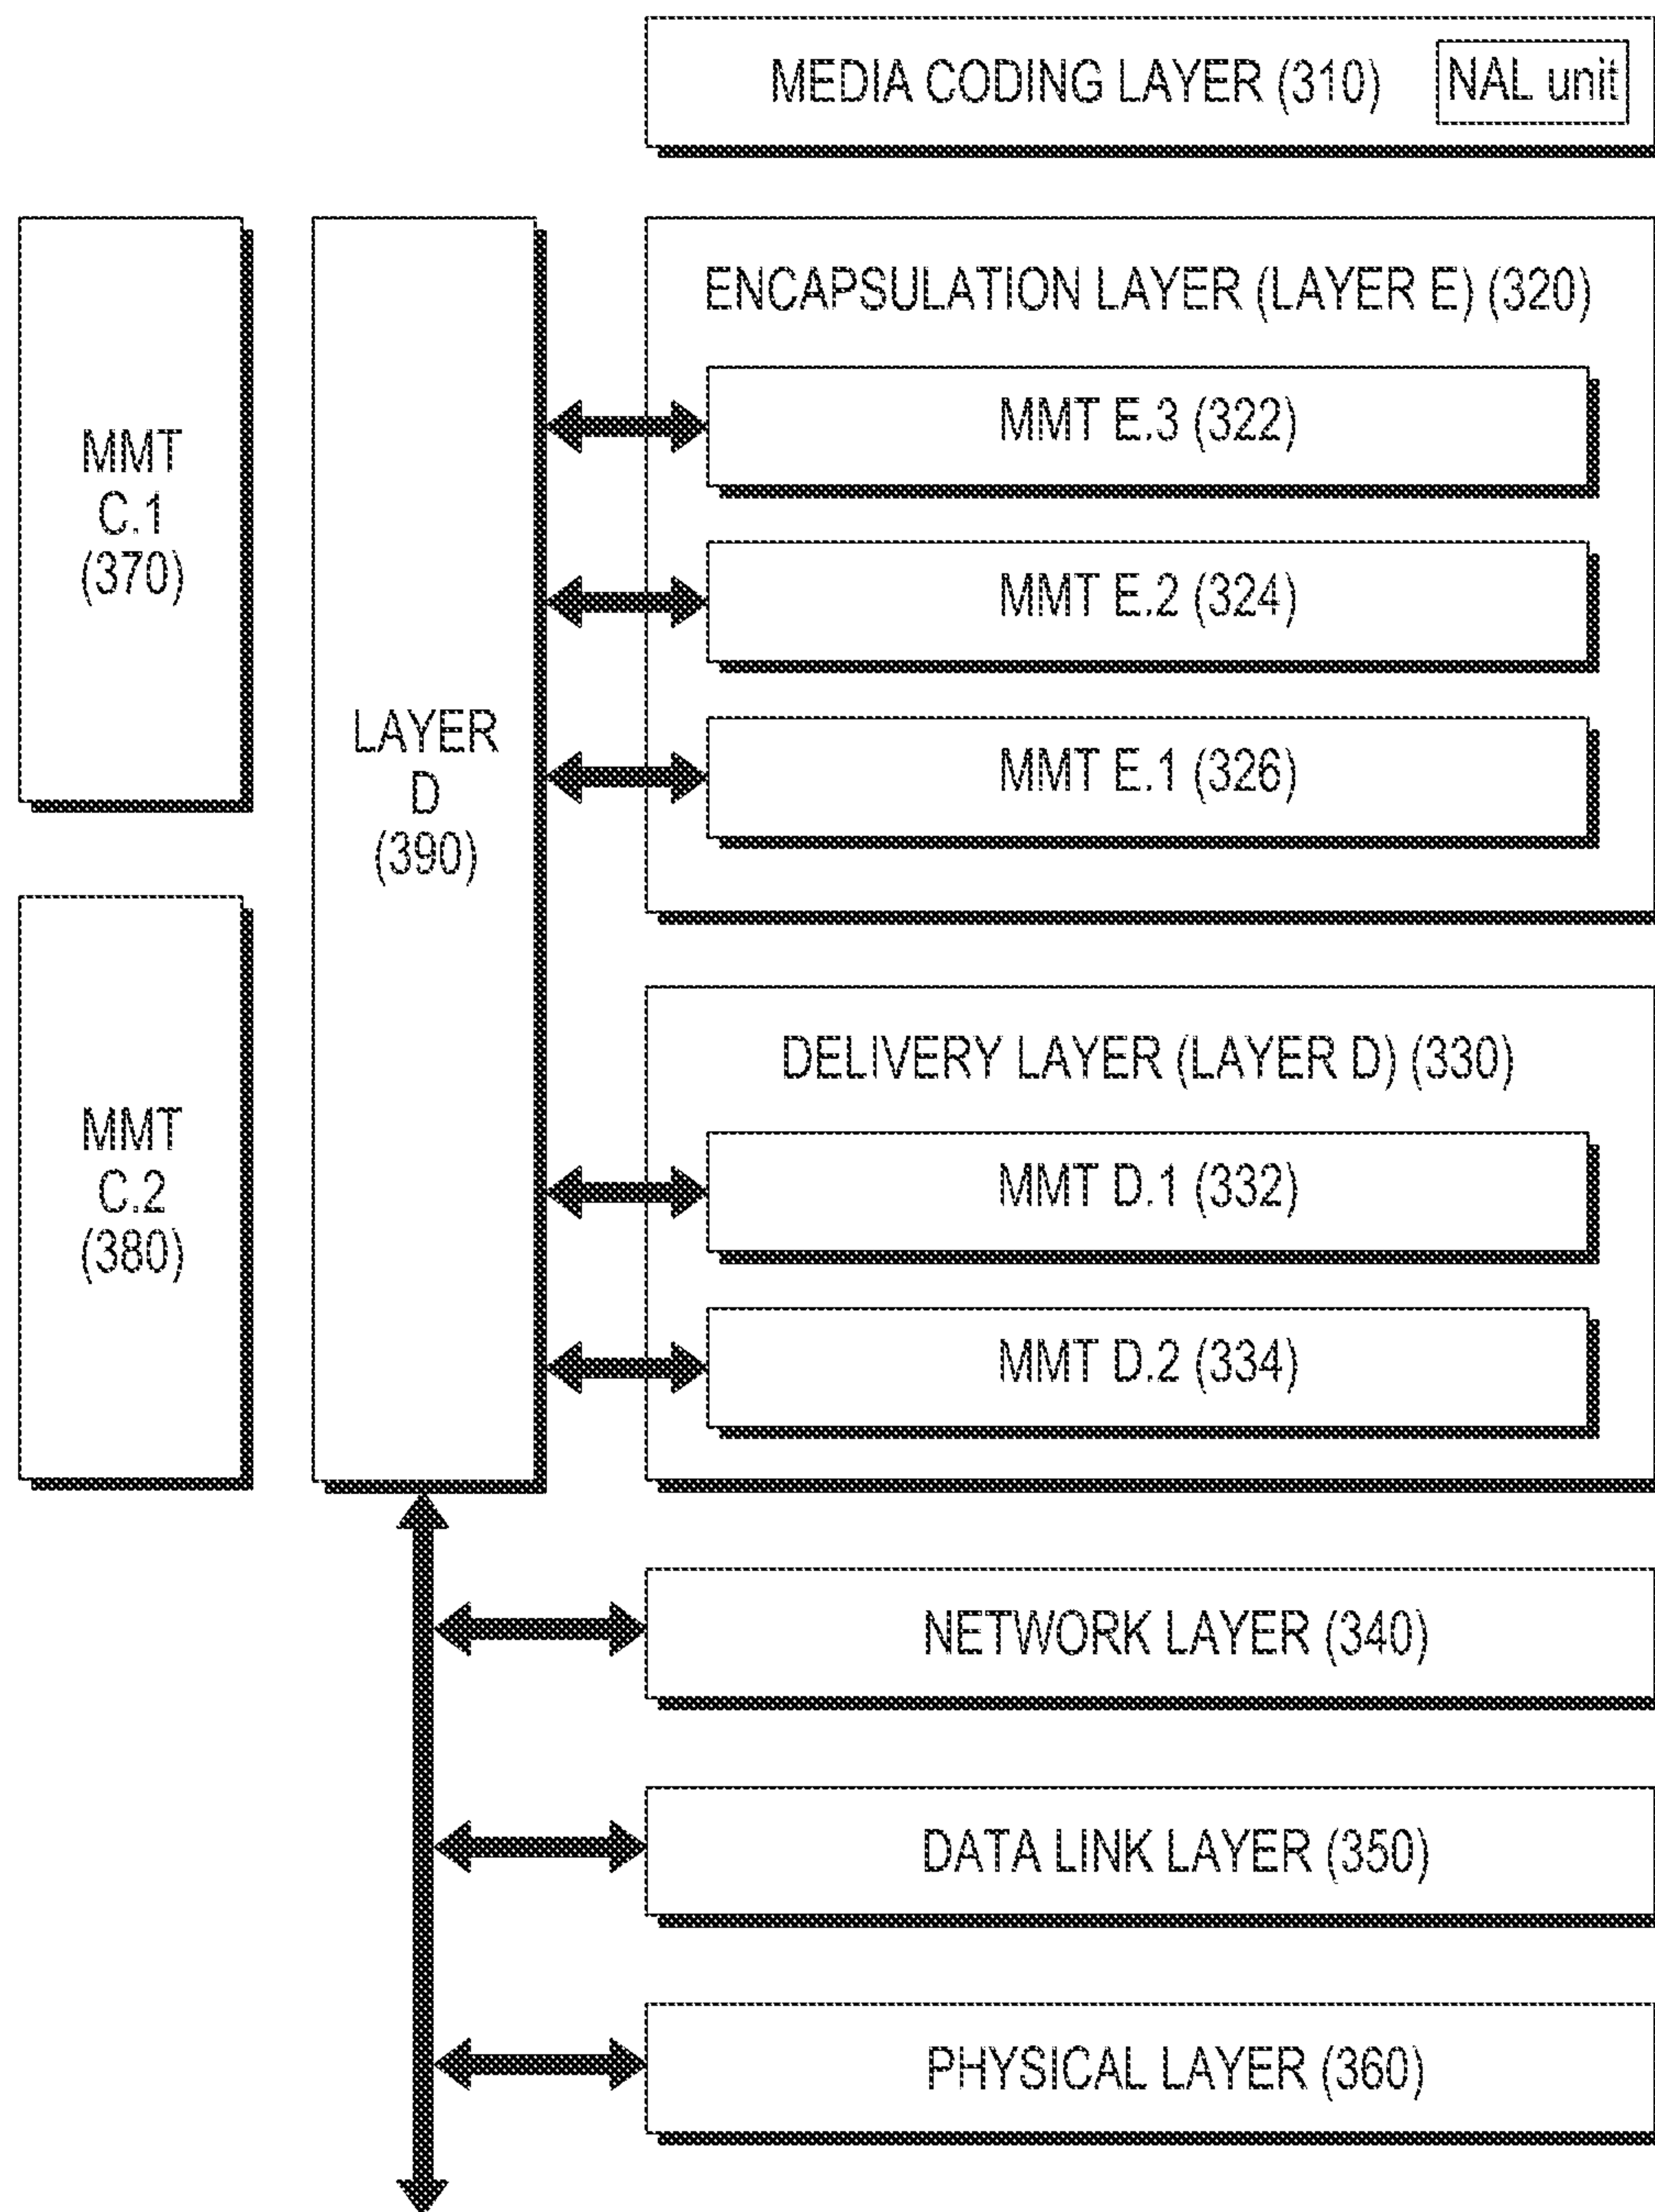 MEDIA CODING LAYER (310)
NAL unit
MMT
C.1
(370)
LAYER
D
(390)
ENCAPSULATION LAYER (LAYER E) (320)
MMT E.3 (322)
MMT E.2 (324)
MMT E.1 (326)
MMT
C.2
(380)
DELIVERY LAYER (LAYER D) (330)
MMT D.1 (332)
MMT D.2 (334)
NETWORK LAYER (340)
DATA LINK LAYER (350)
PHYSICAL LAYER (360)